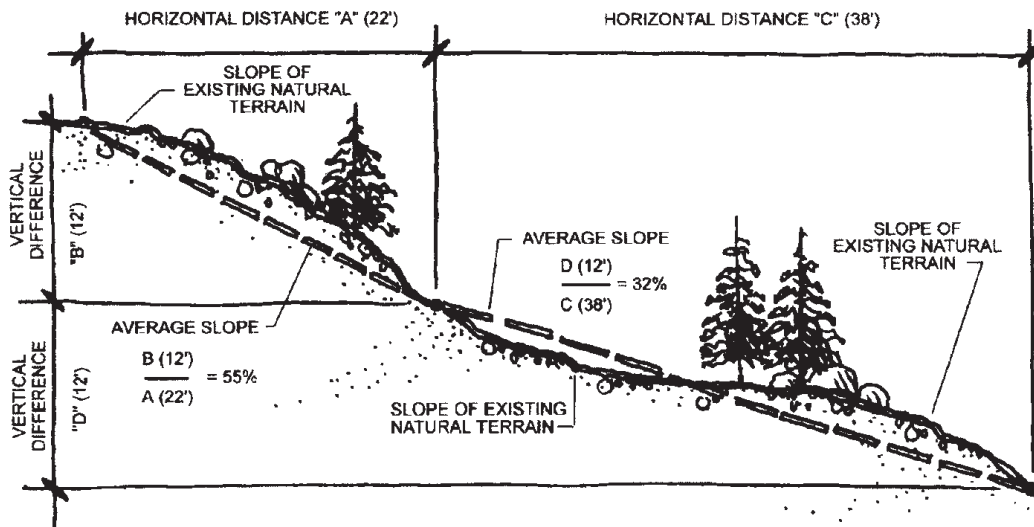 HORIZONTAL DISTANCE "A" (22')
HORIZONTAL DISTANCE "C" (38')
SLOPE OF
EXISTING NATURAL
TERRAIN
VERTICAL
DIFFERENCE
"B" (12')
AVERAGE SLOPE
D (12')
= 32%
C (38')
SLOPE OF
EXISTING NATURAL
TERRAIN
AVERAGE SLOPE
B (12')
= 55%
A (22')
VERTICAL
DIFFERENCE
"D" (12')
SLOPE OF EXISTING
NATURAL TERRAIN